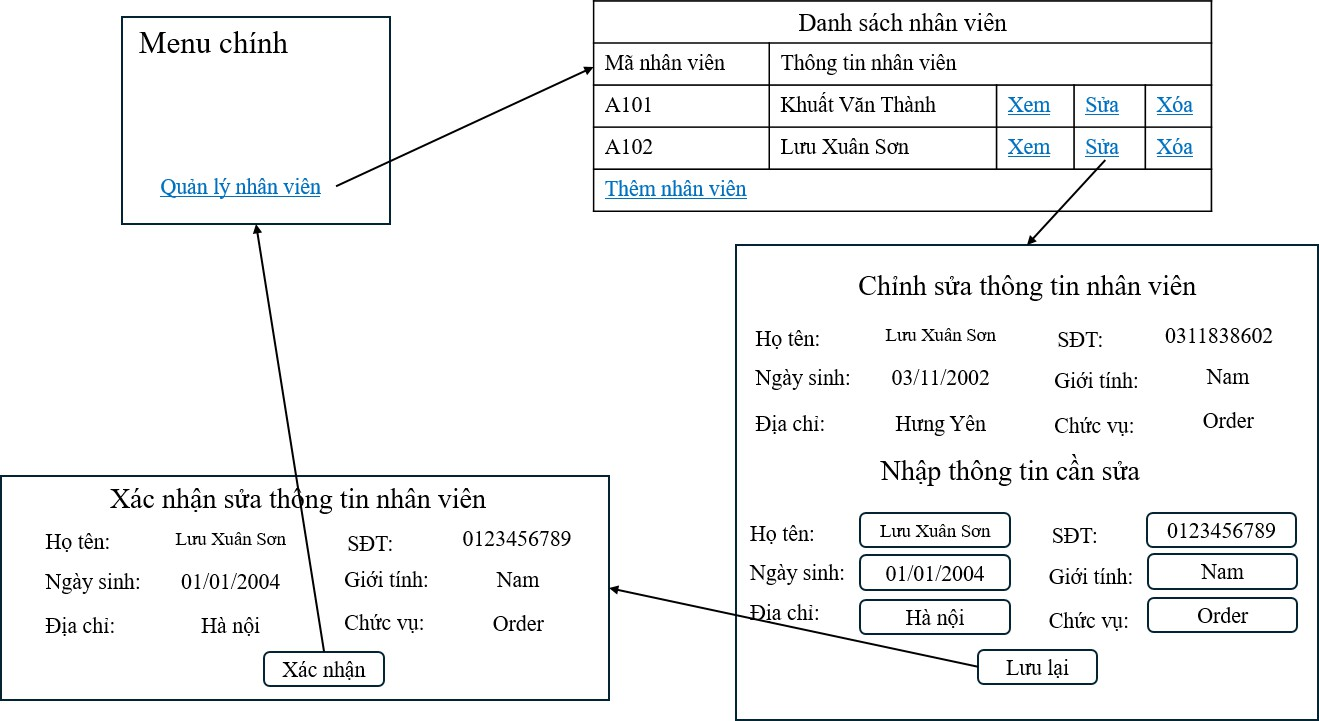 Menu chính
Quản lý nhân viên
Danh sách nhân viên
Mã nhân viên Thông tin nhân viên
A101 Khuất Văn Thành Xem Sửa Xóa
A102 Lưu Xuân Sơn Xem Sửa Xóa
Thêm nhân viên
Chỉnh sửa thông tin nhân viên
Họ tên: Lưu Xuân Sơn SĐT: 0311838602
Ngày sinh: 03/11/2002 Giới tính: Nam
Địa chỉ: Hưng Yên Chức vụ: Order
Nhập thông tin cần sửa
Họ tên: Lưu Xuân Sơn SĐT: 0123456789
Ngày sinh: 01/01/2004 Giới tính: Nam
Địa chỉ: Hà nội Chức vụ: Order
Lưu lại
Xác nhận sửa thông tin nhân viên
Họ tên: Lưu Xuân Sơn SĐT: 0123456789
Ngày sinh: 01/01/2004 Giới tính: Nam
Địa chỉ: Hà nội Chức vụ: Order
Xác nhận